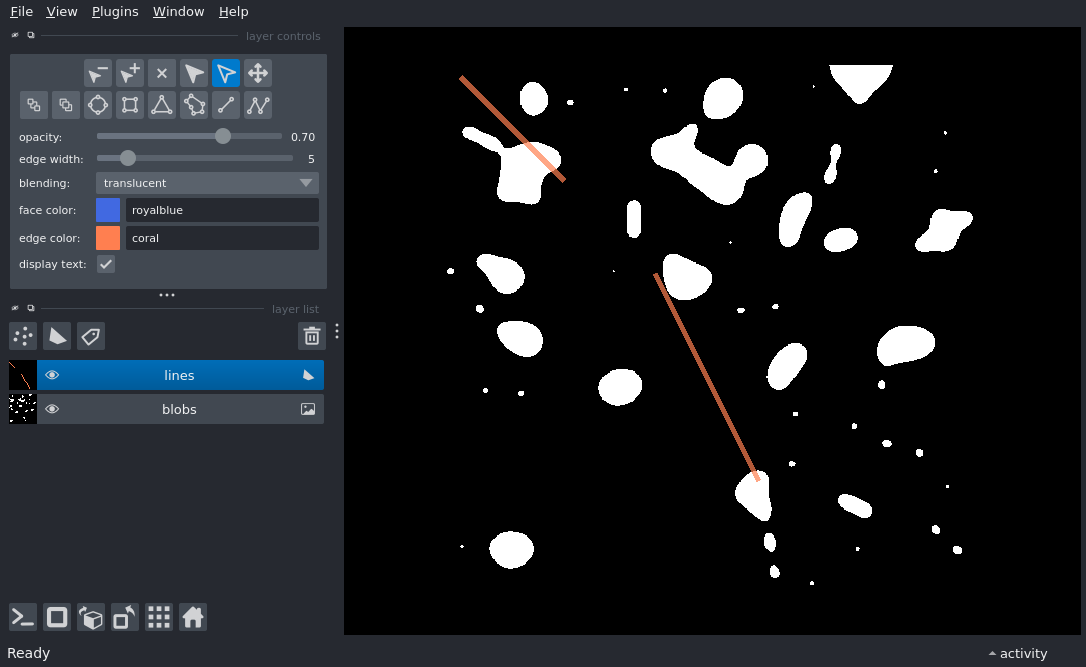 File View Plugins Window Help
layer controls
opacity: 0.70
edge width: 5
blending: translucent
face color: royalblue
edge color: coral
display text:
layer list
lines
blobs
Ready
activity